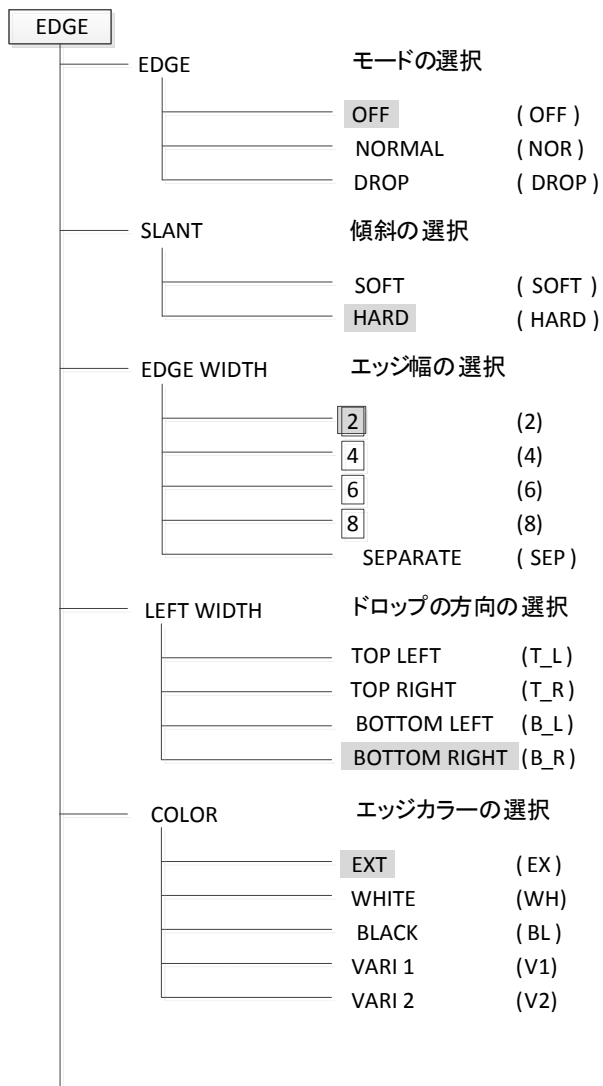 EDGE
EDGE モードの選択
OFF ( OFF )
NORMAL ( NOR )
DROP ( DROP )
SLANT 傾斜の選択
SOFT ( SOFT )
HARD ( HARD )
EDGE WIDTH エッジ幅の選択
2 (2)
4 (4)
6 (6)
8 (8)
SEPARATE ( SEP )
LEFT WIDTH ドロップの方向の選択
TOP LEFT (T_L)
TOP RIGHT (T_R)
BOTTOM LEFT (B_L)
BOTTOM RIGHT (B_R)
COLOR エッジカラーの選択
EXT ( EX )
WHITE (WH)
BLACK ( BL )
VARI 1 (V1)
VARI 2 (V2)